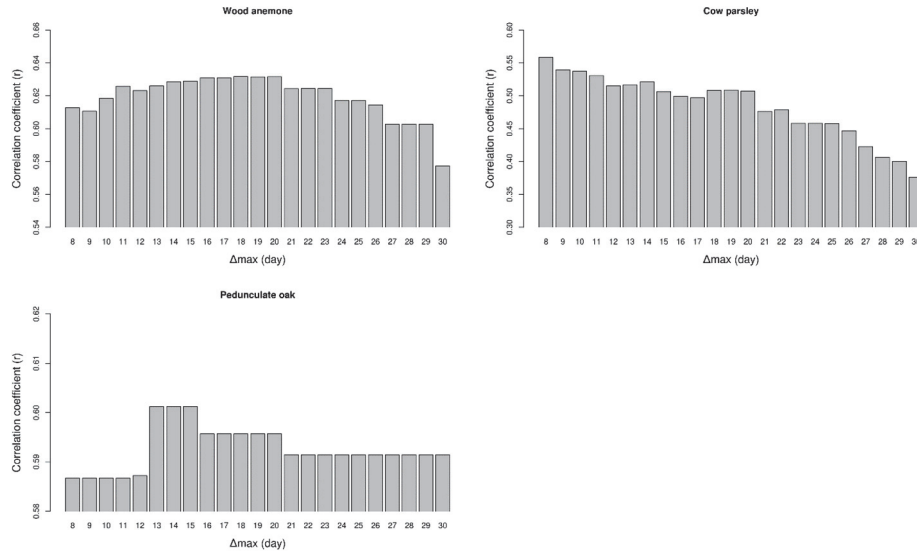 Wood anemone
Correlation coefficient (r)
0.66
0.64
0.62
0.60
0.58
0.56
0.54
8 9 10 11 12 13 14 15 16 17 18 19 20 21 22 23 24 25 26 27 28 29 30
Δmax (day)
Cow parsley
Correlation coefficient (r)
0.60
0.55
0.50
0.45
0.40
0.35
0.30
8 9 10 11 12 13 14 15 16 17 18 19 20 21 22 23 24 25 26 27 28 29 30
Δmax (day)
Pedunculate oak
Correlation coefficient (r)
0.62
0.61
0.60
0.59
0.58
8 9 10 11 12 13 14 15 16 17 18 19 20 21 22 23 24 25 26 27 28 29 30
Δmax (day)